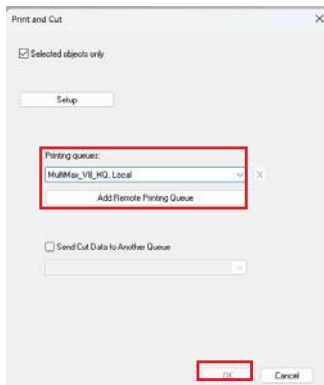 Print and Cut
Selected objects only
Setup
Printing queues:
MultiMax_V8_HQ, Local
Add Remote Printing Queue
Send Cut Data to Another Queue
OK
Cancel